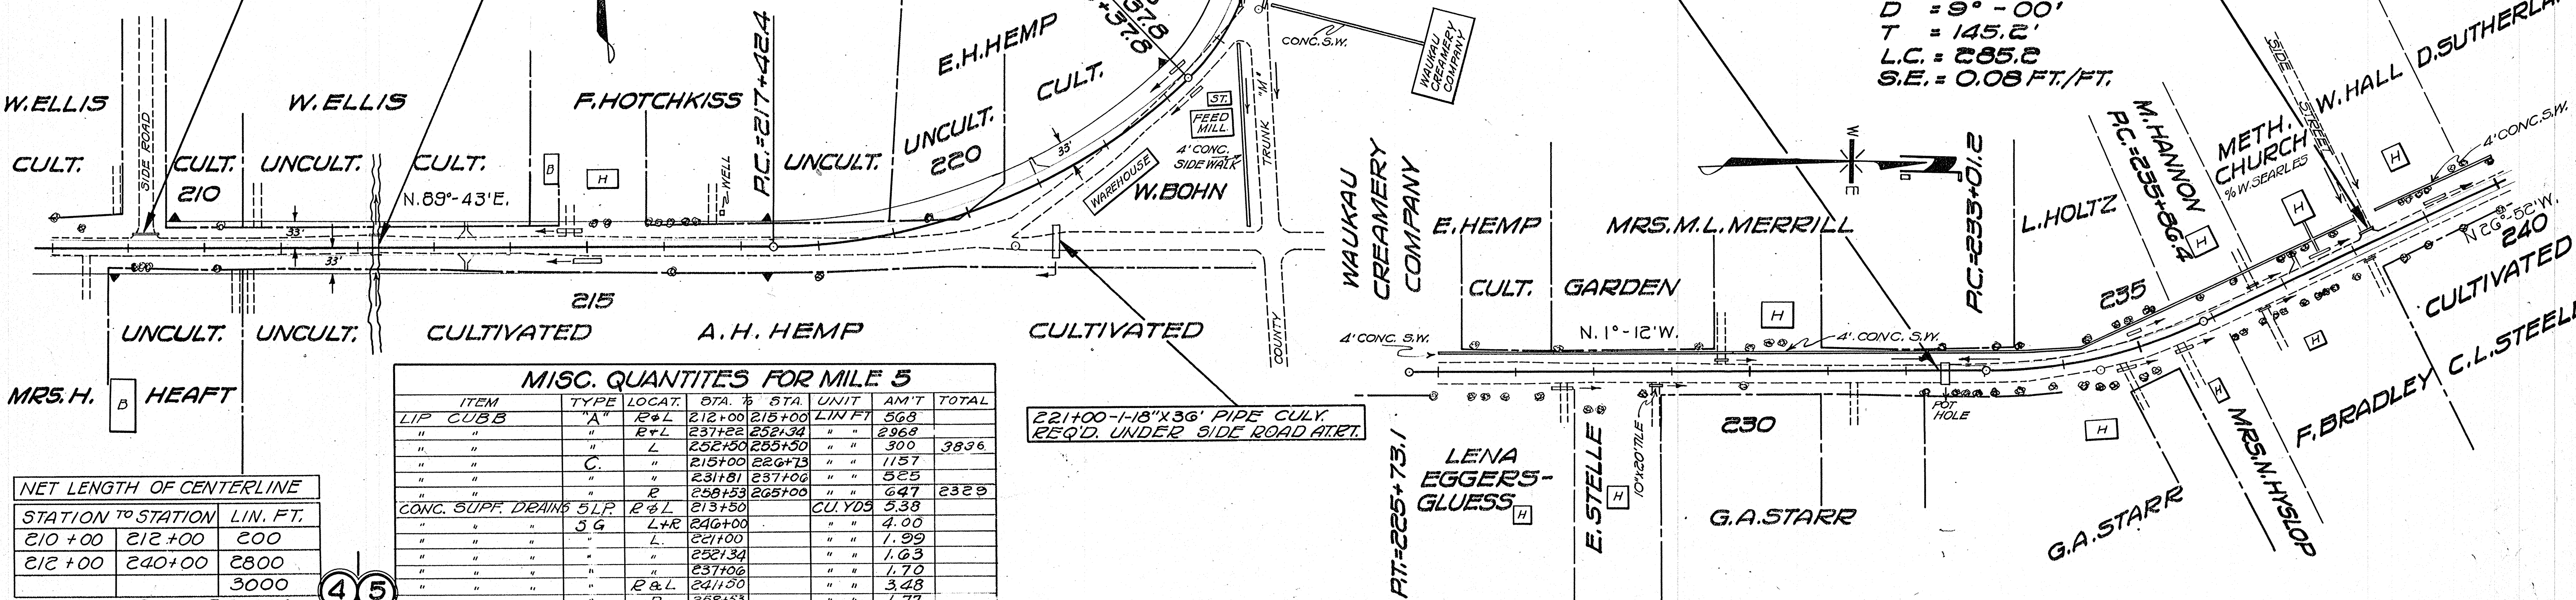 D = 9° - 00'
T = 145.2'
L.C. = 285.2
S.E. = 0.08 FT./FT.
+37.8
37.8
E.H.HEMP
CULT.
UNCULT.
220
33'
CONC. S.W.
WAUKAU
CREAMERY
COMPANY
W.ELLIS
CULT.
SIDE ROAD
CULT.
210
UNCULT.
W.ELLIS
CULT.
N.89°-43'E.
B
F.HOTCHKISS
H
WELL
P.C.=217+42.4
UNCULT.
33'
33'
ST.
FEED
MILL.
4' CONC.
SIDEWALK
WAREHOUSE
W.BOHN
TRUNK "M"
COUNTY
215
UNCULT.
UNCULT.
CULTIVATED
A.H. HEMP
CULTIVATED
MRS.H. HEAFT
B
221+00-1-18"X36' PIPE CULV.
REQ'D. UNDER SIDE ROAD AT.RT.
MISC. QUANTITES FOR MILE 5
ITEM TYPE LOCAT. STA. To STA. UNIT AM'T TOTAL
LIP CUBB "A" R&L 212+00 215+00 LIN FT 568
" " R+L 237+22 252+34 " " 2968
" " " L 252+50 255+50 " " 300 3836
" " C. " 215+00 226+73 " " 1157
" " " " 231+81 237+06 " " 525
" " " R 258+53 265+00 " " 647 2329
CONC. SURF. DRAINS 5LP. R&L 213+50 CU.YDS 5.38
" " " 5G L+R 246+00 " " 4.00
" " " " L. 221+00 " " 1.99
" " " " " 252+34 " " 1.63
" " " " " 237+06 " " 1.70
" " " " R&L 241+50 " " 3.48
NET LENGTH OF CENTERLINE
STATION TO STATION LIN. FT.
210 +00 212+00 200
212 +00 240+00 2800
3000
4 5
WAUKAU
CREAMERY
COMPANY
E.HEMP
CULT.
GARDEN
MRS.M.L.MERRILL
N.1°-12'W.
H
4' CONC. S.W.
4'. CONC. S.W.
W
E
P.C.=233+01.2
L.HOLTZ
M.HANNON
P.C.=235+86.4
H
METH.
CHURCH
% W. SEARLES
H
SIDE STREET
W.HALL
H
D.SUTHERLA
4' CONC.S.W.
N 26°-52'W.
240
CULTIVATED
C.L.STEEL
235
F.BRADLEY
H
H
MRS.N.HYSLOP
H
POT
HOLE
230
G.A.STARR
G.A.STARR
P.T.=225+73.1
LENA
EGGERS-
GLUESS
H
E.STELLE
H
10"X20'TILE